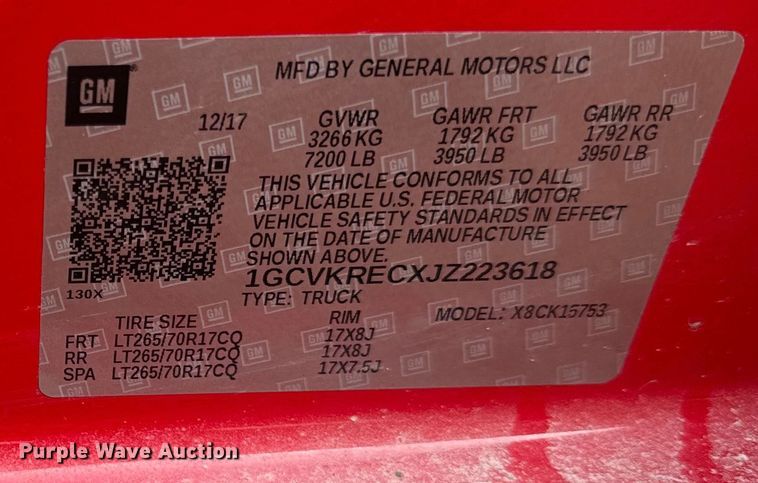 GM
MFD BY GENERAL MOTORS LLC
12/17 GVWR GAWR FRT GAWR RR
3266 KG 1792 KG 1792 KG
7200 LB 3950 LB 3950 LB
THIS VEHICLE CONFORMS TO ALL
APPLICABLE U.S. FEDERAL MOTOR
VEHICLE SAFETY STANDARDS IN EFFECT
ON THE DATE OF MANUFACTURE
SHOWN ABOVE.
1GCVKRECXJZ223618
130X
TYPE: TRUCK
MODEL: X8CK15753
TIRE SIZE RIM
FRT LT265/70R17CQ 17X8J
RR LT265/70R17CQ 17X8J
SPA LT265/70R17CQ 17X7.5J
Purple Wave Auction